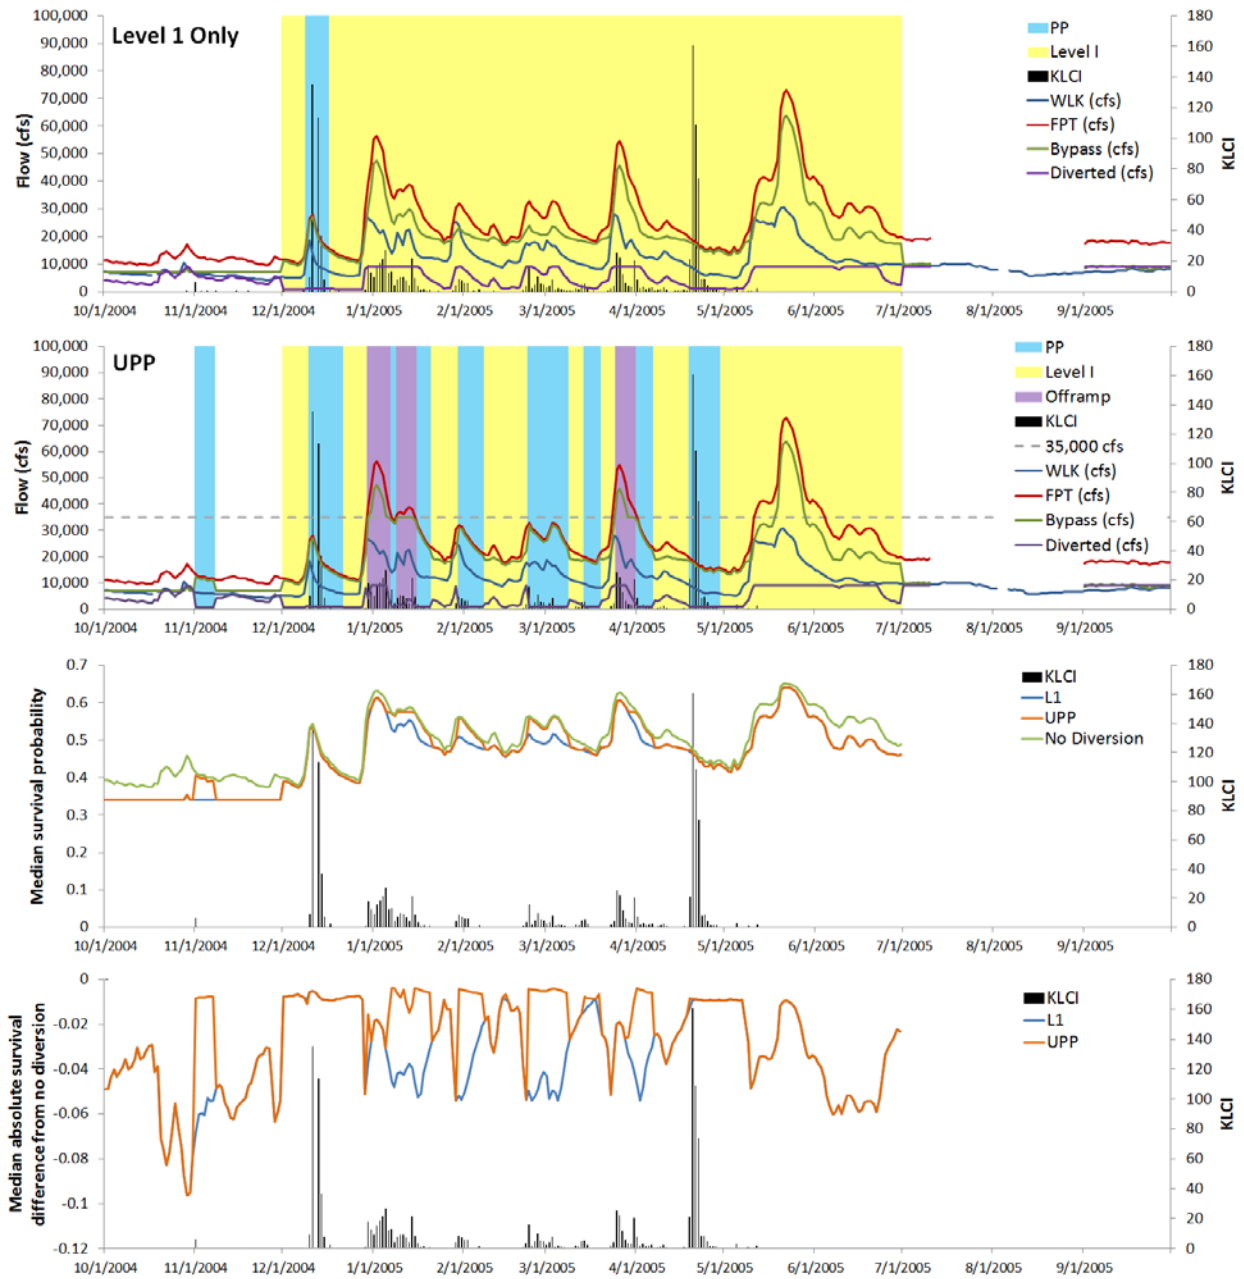 Level 1 Only
Flow (cfs)
100,000
90,000
80,000
70,000
60,000
50,000
40,000
30,000
20,000
10,000
0
10/1/2004 11/1/2004 12/1/2004 1/1/2005 2/1/2005 3/1/2005 4/1/2005 5/1/2005 6/1/2005 7/1/2005 8/1/2005 9/1/2005
PP
Level I
KLCI
WLK (cfs)
FPT (cfs)
Bypass (cfs)
Diverted (cfs)
180
160
140
120
100
80
60
40
20
0
KLCI
UPP
Flow (cfs)
100,000
90,000
80,000
70,000
60,000
50,000
40,000
30,000
20,000
10,000
0
10/1/2004 11/1/2004 12/1/2004 1/1/2005 2/1/2005 3/1/2005 4/1/2005 5/1/2005 6/1/2005 7/1/2005 8/1/2005 9/1/2005
PP
Level I
Offramp
KLCI
35,000 cfs
WLK (cfs)
FPT (cfs)
Bypass (cfs)
Diverted (cfs)
180
160
140
120
100
80
60
40
20
0
KLCI
Median survival probability
0.7
0.6
0.5
0.4
0.3
0.2
0.1
0
10/1/2004 11/1/2004 12/1/2004 1/1/2005 2/1/2005 3/1/2005 4/1/2005 5/1/2005 6/1/2005 7/1/2005 8/1/2005 9/1/2005
KLCI
L1
UPP
No Diversion
180
160
140
120
100
80
60
40
20
0
KLCI
Median absolute survival
difference from no diversion
0
-0.02
-0.04
-0.06
-0.08
-0.1
-0.12
10/1/2004 11/1/2004 12/1/2004 1/1/2005 2/1/2005 3/1/2005 4/1/2005 5/1/2005 6/1/2005 7/1/2005 8/1/2005 9/1/2005
KLCI
L1
UPP
180
160
140
120
100
80
60
40
20
0
KLCI